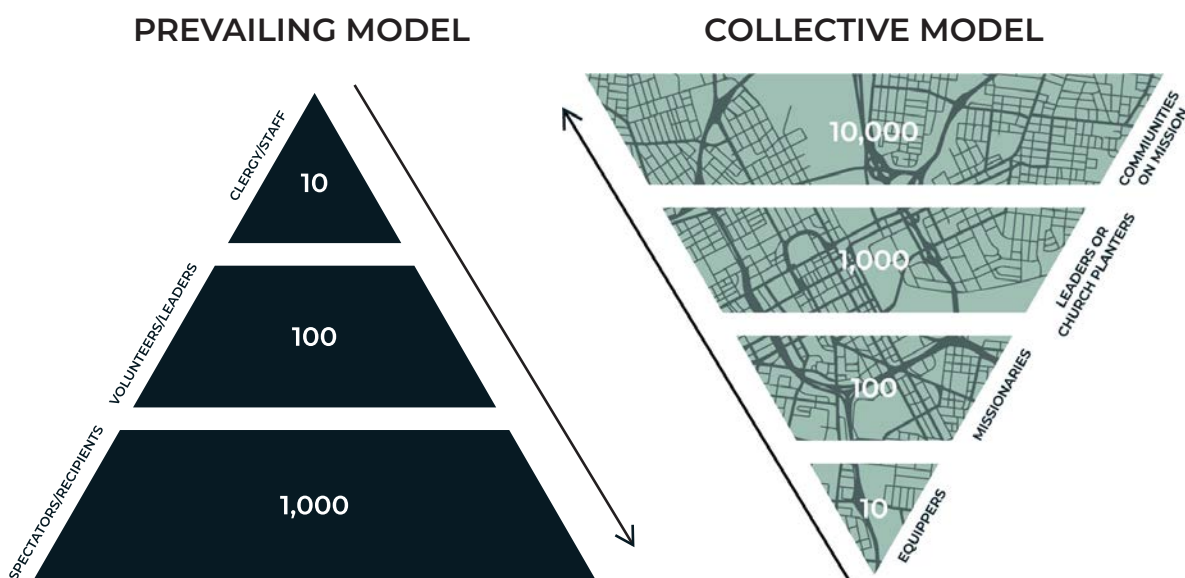 PREVAILING MODEL
CLERGY/STAFF
10
VOLUNTEERS/LEADERS
100
SPECTATORS/RECIPIENTS
1,000
COLLECTIVE MODEL
10,000
COMMUNITIES
ON MISSION
1,000
LEADERS OR
CHURCH PLANTERS
100
MISSIONARIES
10
EQUIPPERS